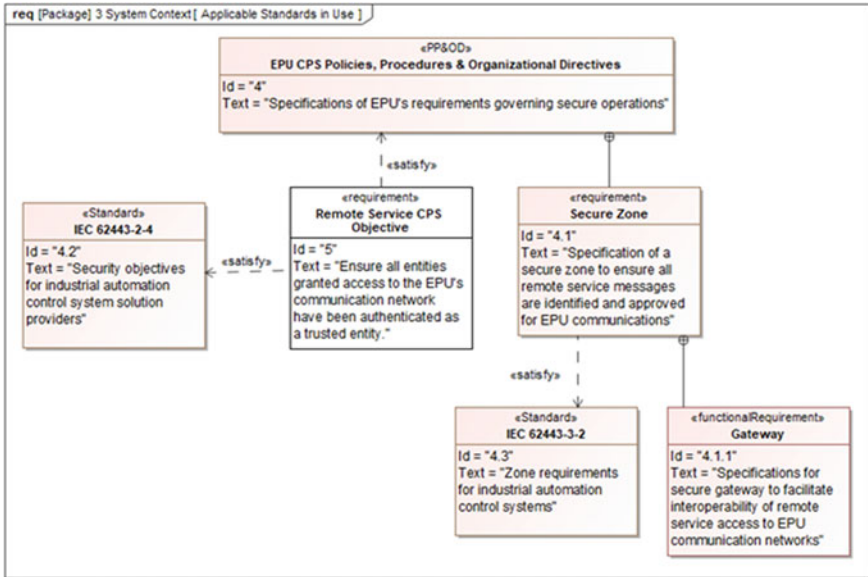 req [Package] 3 System Context [ Applicable Standards in Use ]
«PP&OD»
EPU CPS Policies, Procedures & Organizational Directives
Id = "4"
Text = "Specifications of EPU's requirements governing secure operations"
«satisfy»
«Standard»
IEC 62443-2-4
Id = "4.2"
Text = "Security objectives
for industrial automation
control system solution
providers"
«satisfy»
«requirement»
Remote Service CPS
Objective
Id = "5"
Text = "Ensure all entities
granted access to the EPU's
communication network
have been authenticated as
a trusted entity."
«requirement»
Secure Zone
Id = "4.1"
Text = "Specification of a
secure zone to ensure all
remote service messages
are identified and approved
for EPU communications"
«satisfy»
«Standard»
IEC 62443-3-2
Id = "4.3"
Text = "Zone requirements
for industrial automation
control systems"
«functionalRequirement»
Gateway
Id = "4.1.1"
Text = "Specifications for
secure gateway to facilitate
interoperability of remote
service access to EPU
communication networks"